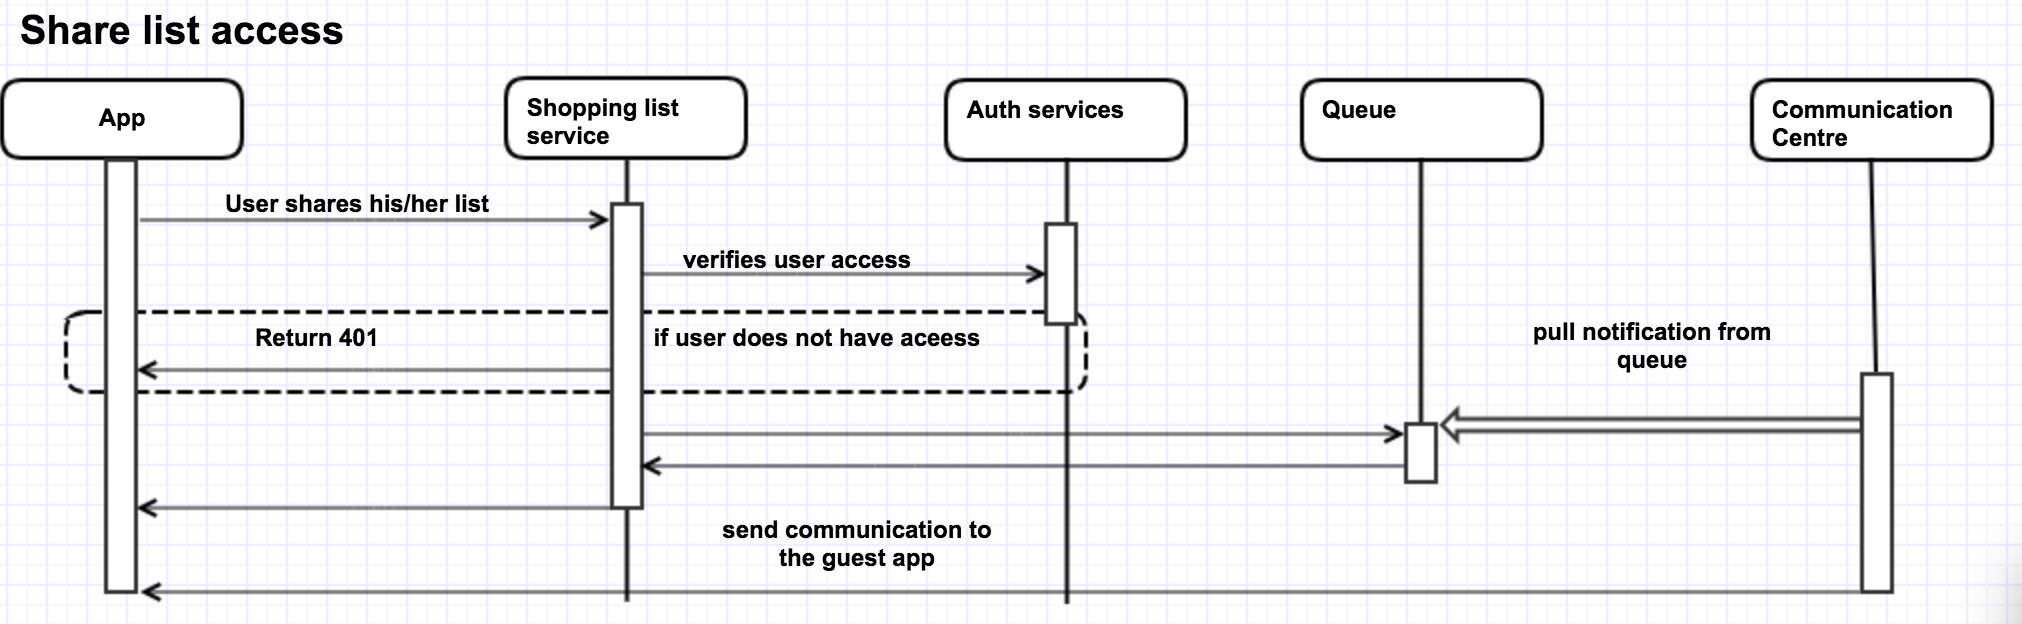 Share list access
App
Shopping list
service
Auth services
Queue
Communication
Centre
User shares his/her list
verifies user access
Return 401
if user does not have aceess
pull notification from
queue
send communication to
the guest app